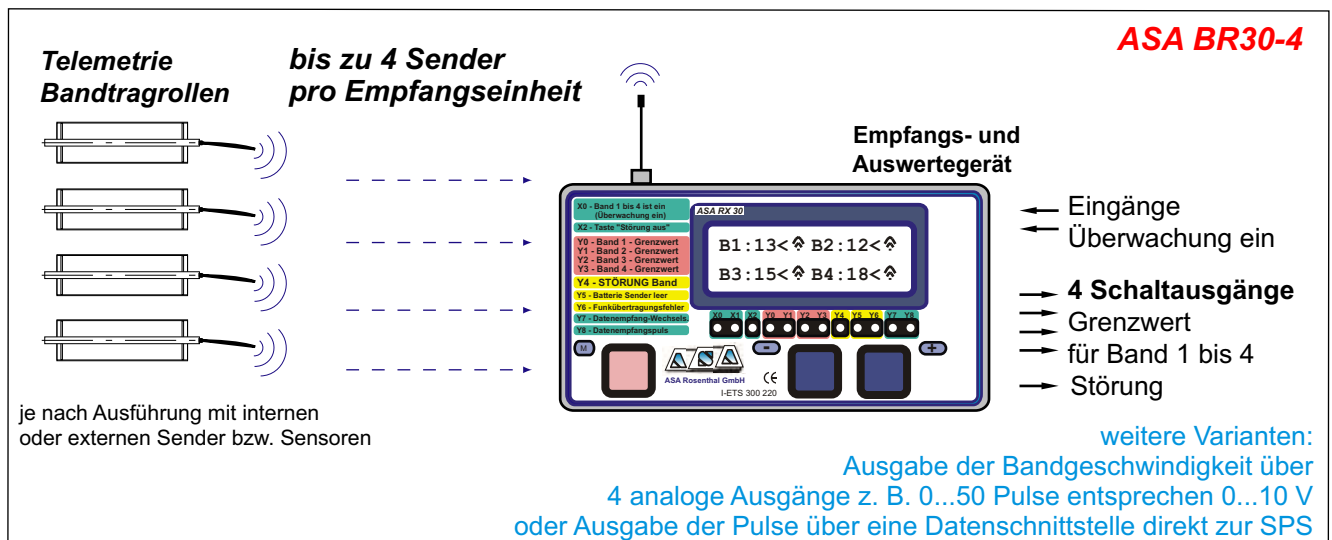 ASA BR30-4
Telemetrie
Bandtragrollen
bis zu 4 Sender
pro Empfangseinheit
Empfangs- und
Auswertegerät
X0 - Band 1 bis 4 ist ein
(Überwachung ein)
X2 - Taste "Störung aus"
Y0 - Band 1 - Grenzwert
Y1 - Band 2 - Grenzwert
Y2 - Band 3 - Grenzwert
Y3 - Band 4 - Grenzwert
Y4 - STÖRUNG Band
Y5 - Batterie Sender leer
Y6 - Funkübertragungsfehler
Y7 - Datenempfang-Wechsels.
Y8 - Datenempfangspuls
ASA RX 30
B1:13< B2:12<
B3:15< B4:18<
X0 X1 X2 Y0 Y1 Y2 Y3 Y4 Y5 Y6 Y7 Y8
M - +
ASA
ASA Rosenthal GmbH
CE
I-ETS 300 220
Eingänge
Überwachung ein
4 Schaltausgänge
Grenzwert
für Band 1 bis 4
Störung
je nach Ausführung mit internen
oder externen Sender bzw. Sensoren
weitere Varianten:
Ausgabe der Bandgeschwindigkeit über
4 analoge Ausgänge z. B. 0...50 Pulse entsprechen 0...10 V
oder Ausgabe der Pulse über eine Datenschnittstelle direkt zur SPS